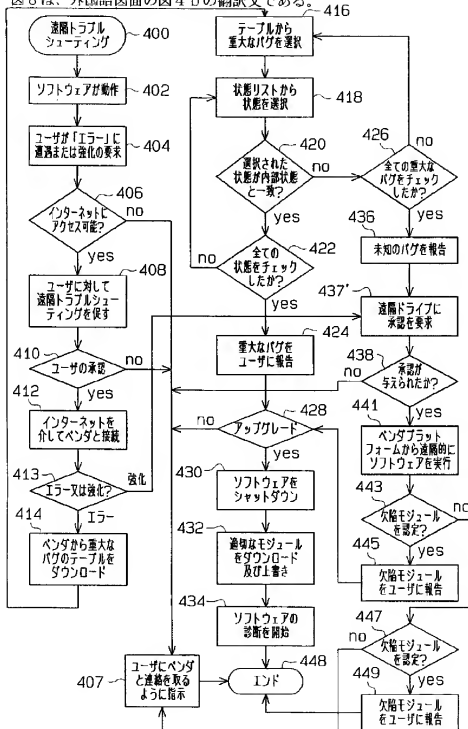 図8は、外国語図面の図4Bの翻訳文である。
遠隔トラブル
シューティング
400
ソフトウェアが動作
402
ユーザが「エラー」に
遭遇または強化の要求
404
406
インターネットに
アクセス可能?
no
yes
408
ユーザに対して
遠隔トラブルシュー
ティングを促す
410
ユーザの承認
no
yes
412
インターネットを
介してベンダと接続
413
エラー又は強化?
強化
エラー
414
ベンダから重大な
バグのテーブルを
ダウンロード
407
ユーザにベンダ
と連絡を取る
ように指示
416
テーブルから
重大なバグを選択
状態リストから
状態を選択
418
420
選択された
状態が内部状態
と一致?
no
yes
422
全ての
状態をチェック
したか?
no
yes
424
重大なバグを
ユーザに報告
428
アップグレード
no
yes
430
ソフトウェアを
シャットダウン
432
適切なモジュール
をダウンロード
及び上書き
434
ソフトウェアの
診断を開始
448
エンド
426
no
全ての重大な
バグをチェック
したか?
yes
436
未知のバグを報告
437'
遠隔ドライブに
承認を要求
438
承認が
与えられたか?
no
yes
441
ベンダプラット
フォームから遠隔的に
ソフトウェアを実行
443
欠陥モジュール
を認定?
no
yes
445
欠陥モジュール
をユーザに報告
447
no
欠陥モジュール
を認定?
yes
449
欠陥モジュール
をユーザに報告